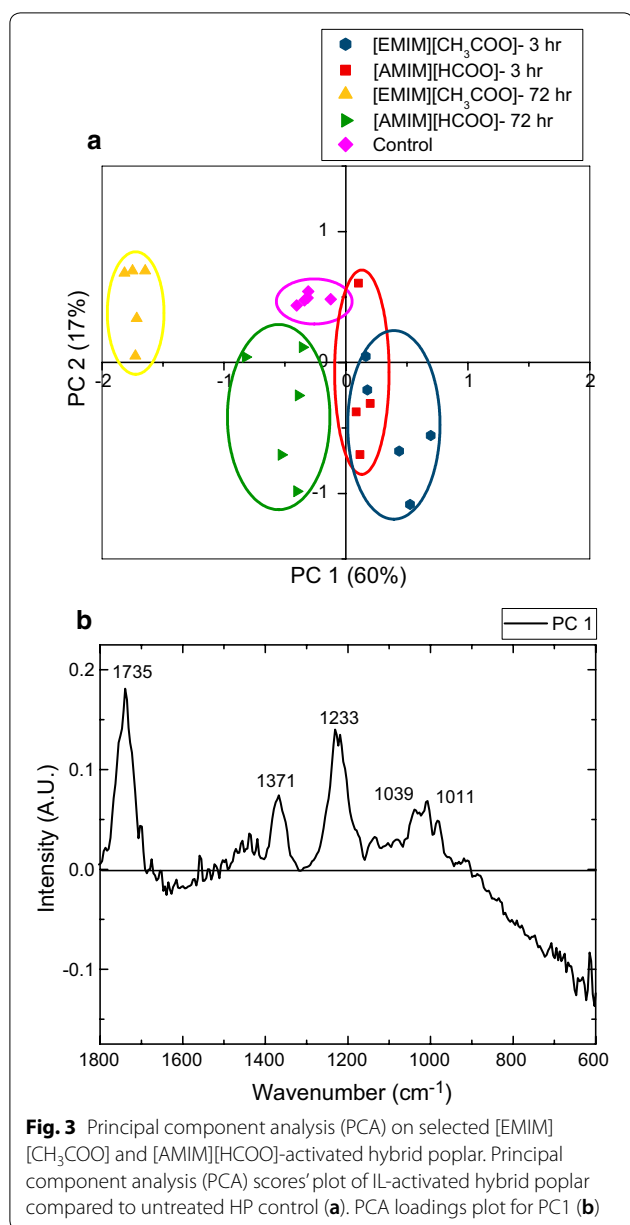 [EMIM][CH₃COO]- 3 hr
[AMIM][HCOO]- 3 hr
[EMIM][CH₃COO]- 72 hr
[AMIM][HCOO]- 72 hr
Control
a
1
PC 2 (17%)
0
-2
-1
0
1
2
-1
PC 1 (60%)
b
PC 1
0.2
1735
1233
1371
1039
1011
0.1
Intensity (A.U.)
0.0
-0.1
1800
1600
1400
1200
1000
800
600
Wavenumber (cm⁻¹)
Fig. 3 Principal component analysis (PCA) on selected [EMIM]
[CH₃COO] and [AMIM][HCOO]-activated hybrid poplar. Principal
component analysis (PCA) scores’ plot of IL-activated hybrid poplar
compared to untreated HP control (a). PCA loadings plot for PC1 (b)